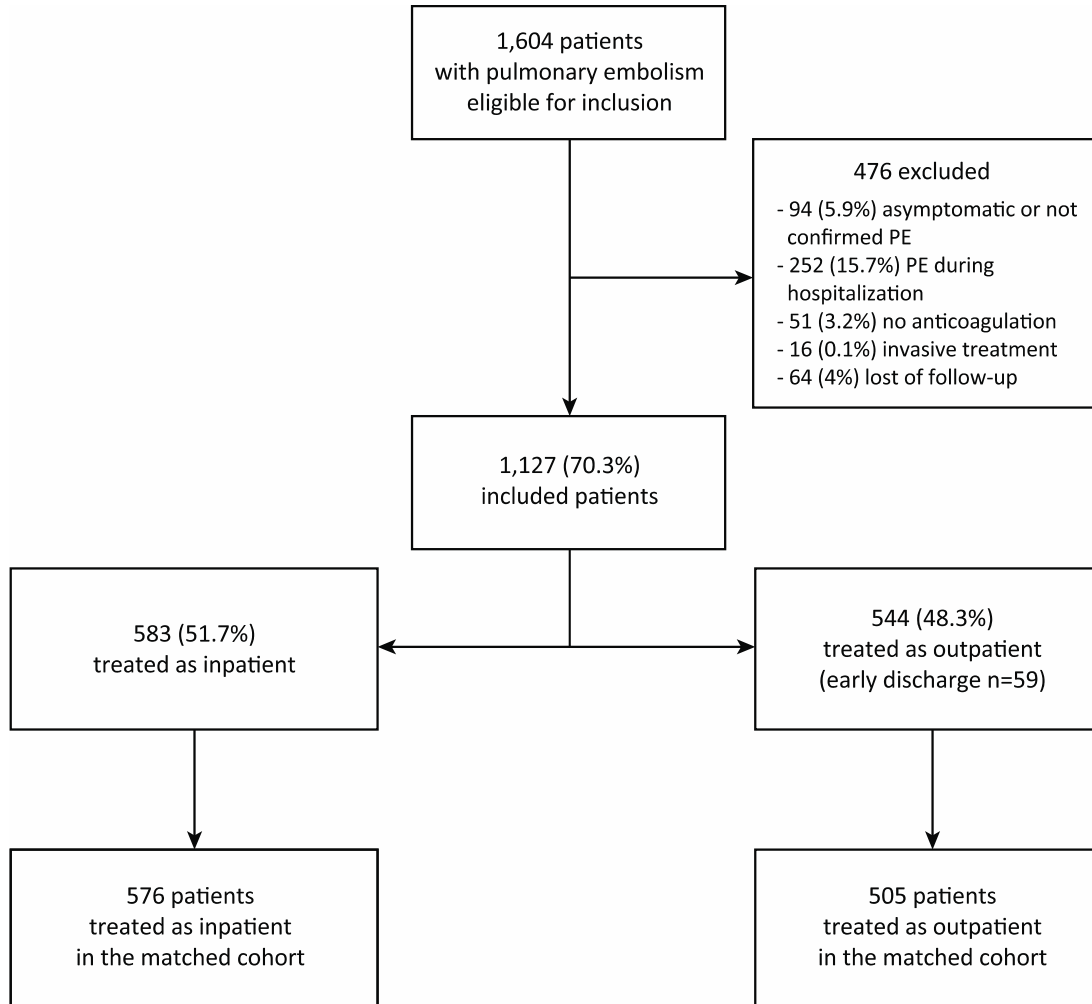 1,604 patients
with pulmonary embolism
eligible for inclusion
476 excluded
- 94 (5.9%) asymptomatic or not
confirmed PE
- 252 (15.7%) PE during
hospitalization
- 51 (3.2%) no anticoagulation
- 16 (0.1%) invasive treatment
- 64 (4%) lost of follow-up
1,127 (70.3%)
included patients
583 (51.7%)
treated as inpatient
544 (48.3%)
treated as outpatient
(early discharge n=59)
576 patients
treated as inpatient
in the matched cohort
505 patients
treated as outpatient
in the matched cohort